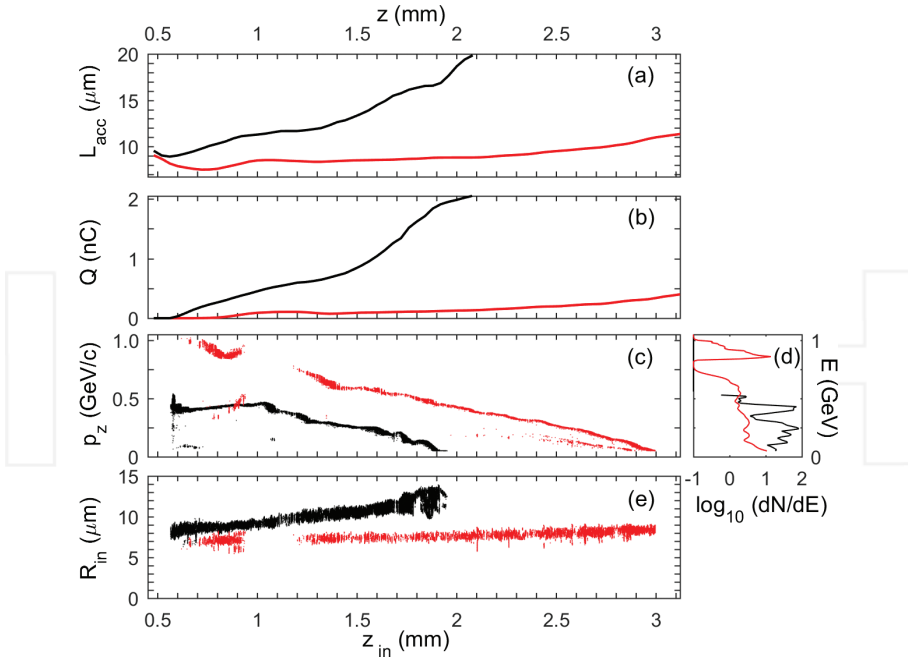 z (mm)
0.5 1 1.5 2 2.5 3
20
15
10
L_acc (μm)
(a)
2
1
0
Q (nC)
(b)
1.0
0.5
0
p_z (GeV/c)
(c)
(d)
1
0
E (GeV)
-1 0 1 2
log_10 (dN/dE)
15
10
5
0
R_in (μm)
(e)
0.5 1 1.5 2 2.5 3
z_in (mm)